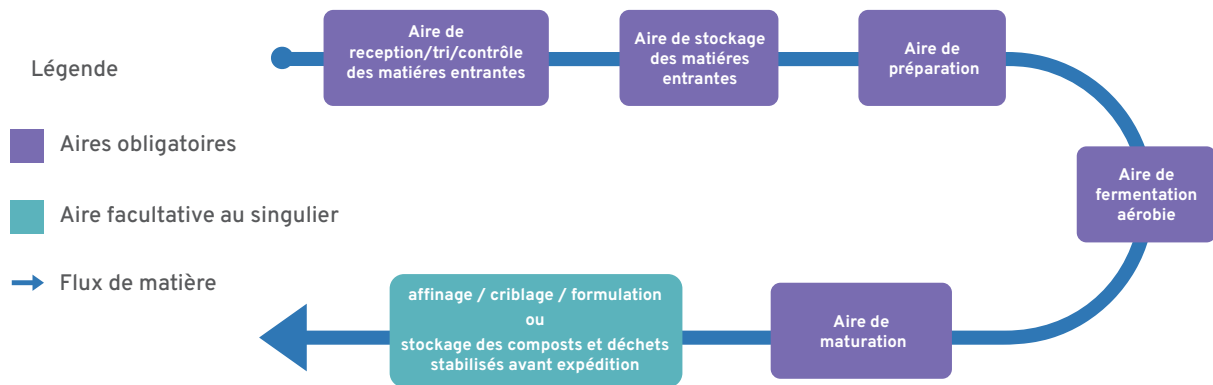 Légende
Aires obligatoires
Aire facultative au singulier
Flux de matière
Aire de
reception/tri/contrôle
des matiéres entrantes
Aire de stockage
des matiéres
entrantes
Aire de
préparation
Aire de
fermentation
aérobie
Aire de
maturation
affinage / criblage / formulation
ou
stockage des composts et déchets
stabilisés avant expédition